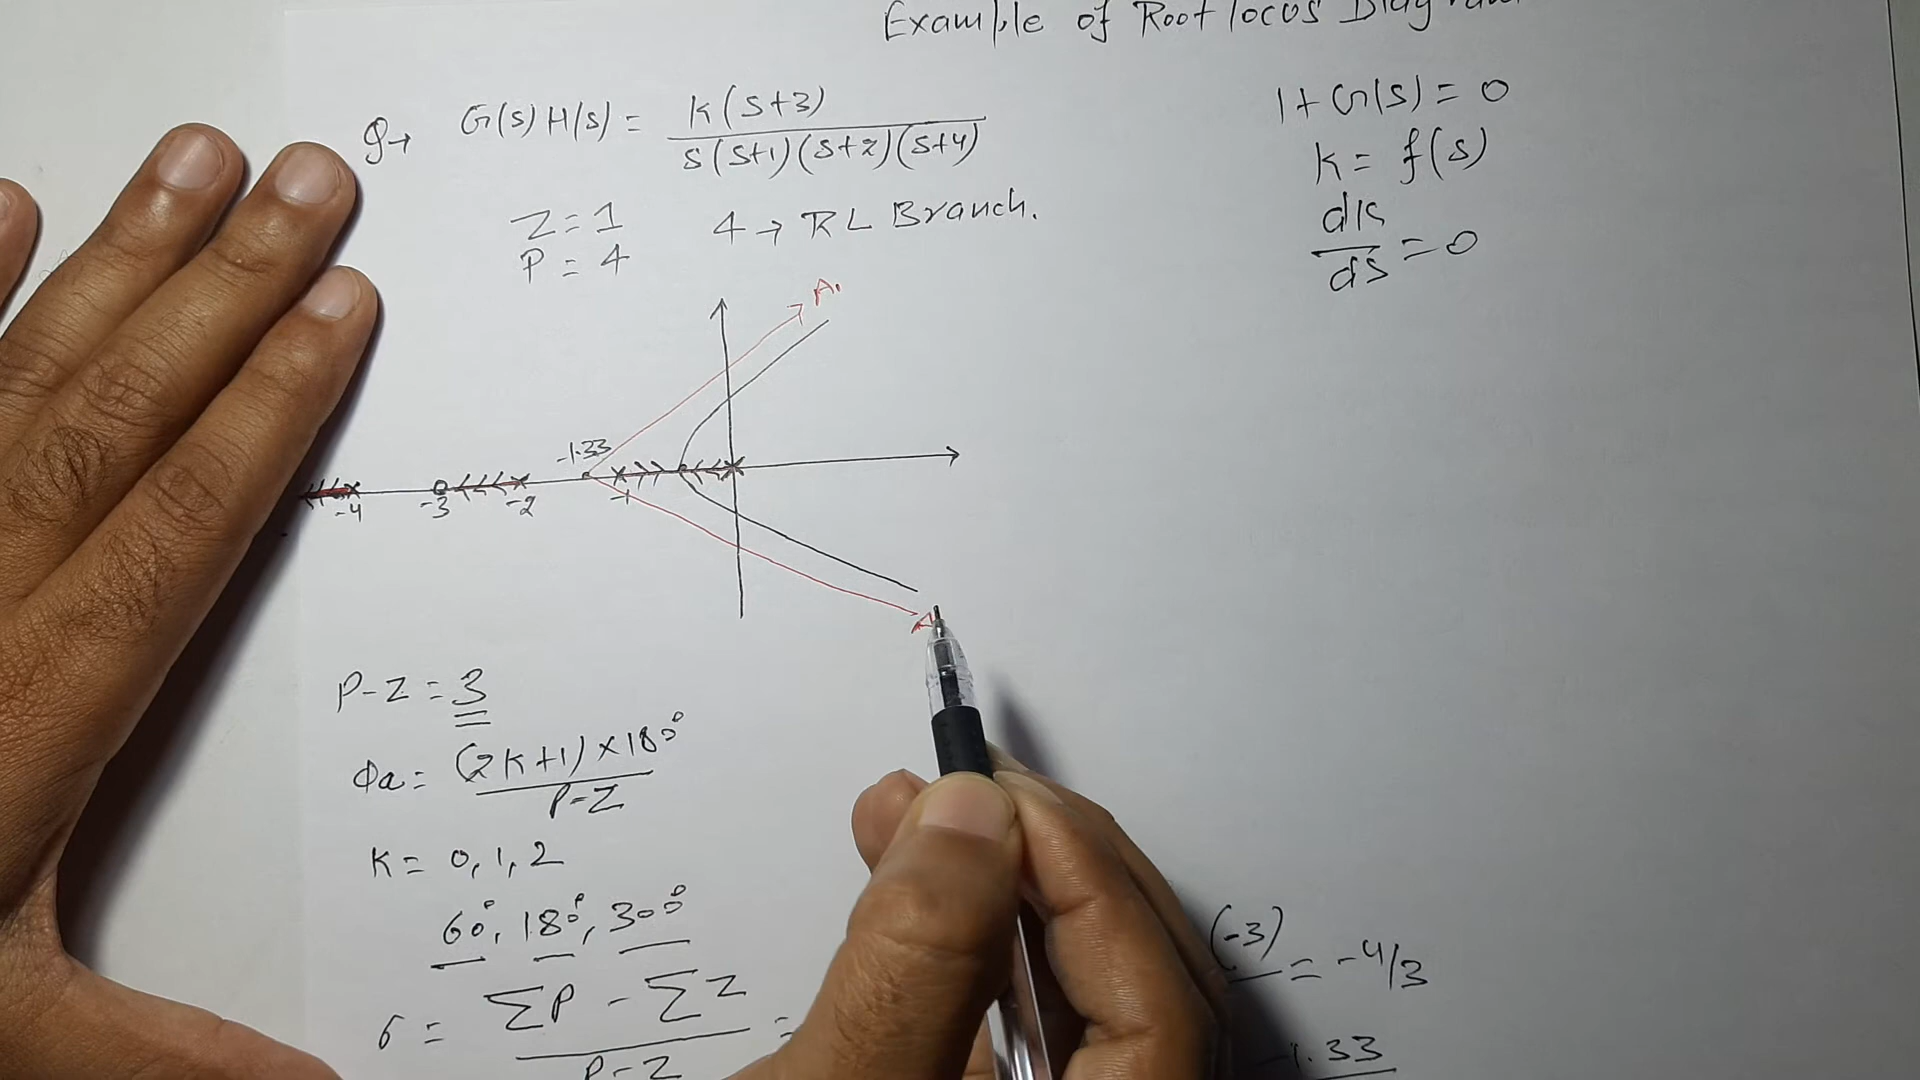 Example of Root locus Diagram
Q→ G(s) H(s) = K(s+3) / s(s+1)(s+2)(s+4)
Z = 1
P = 4
4 → RL Branch.
1 + G(s) = 0
K = f(s)
dk/ds = 0
A1
-1.33
-4 -3 -2 -1
P-Z = 3
Φa = (2K+1) × 180° / P-Z
K = 0, 1, 2
60°, 180°, 300°
σ = ΣP - ΣZ / P-Z =
(-3) = -4/3
-1.33